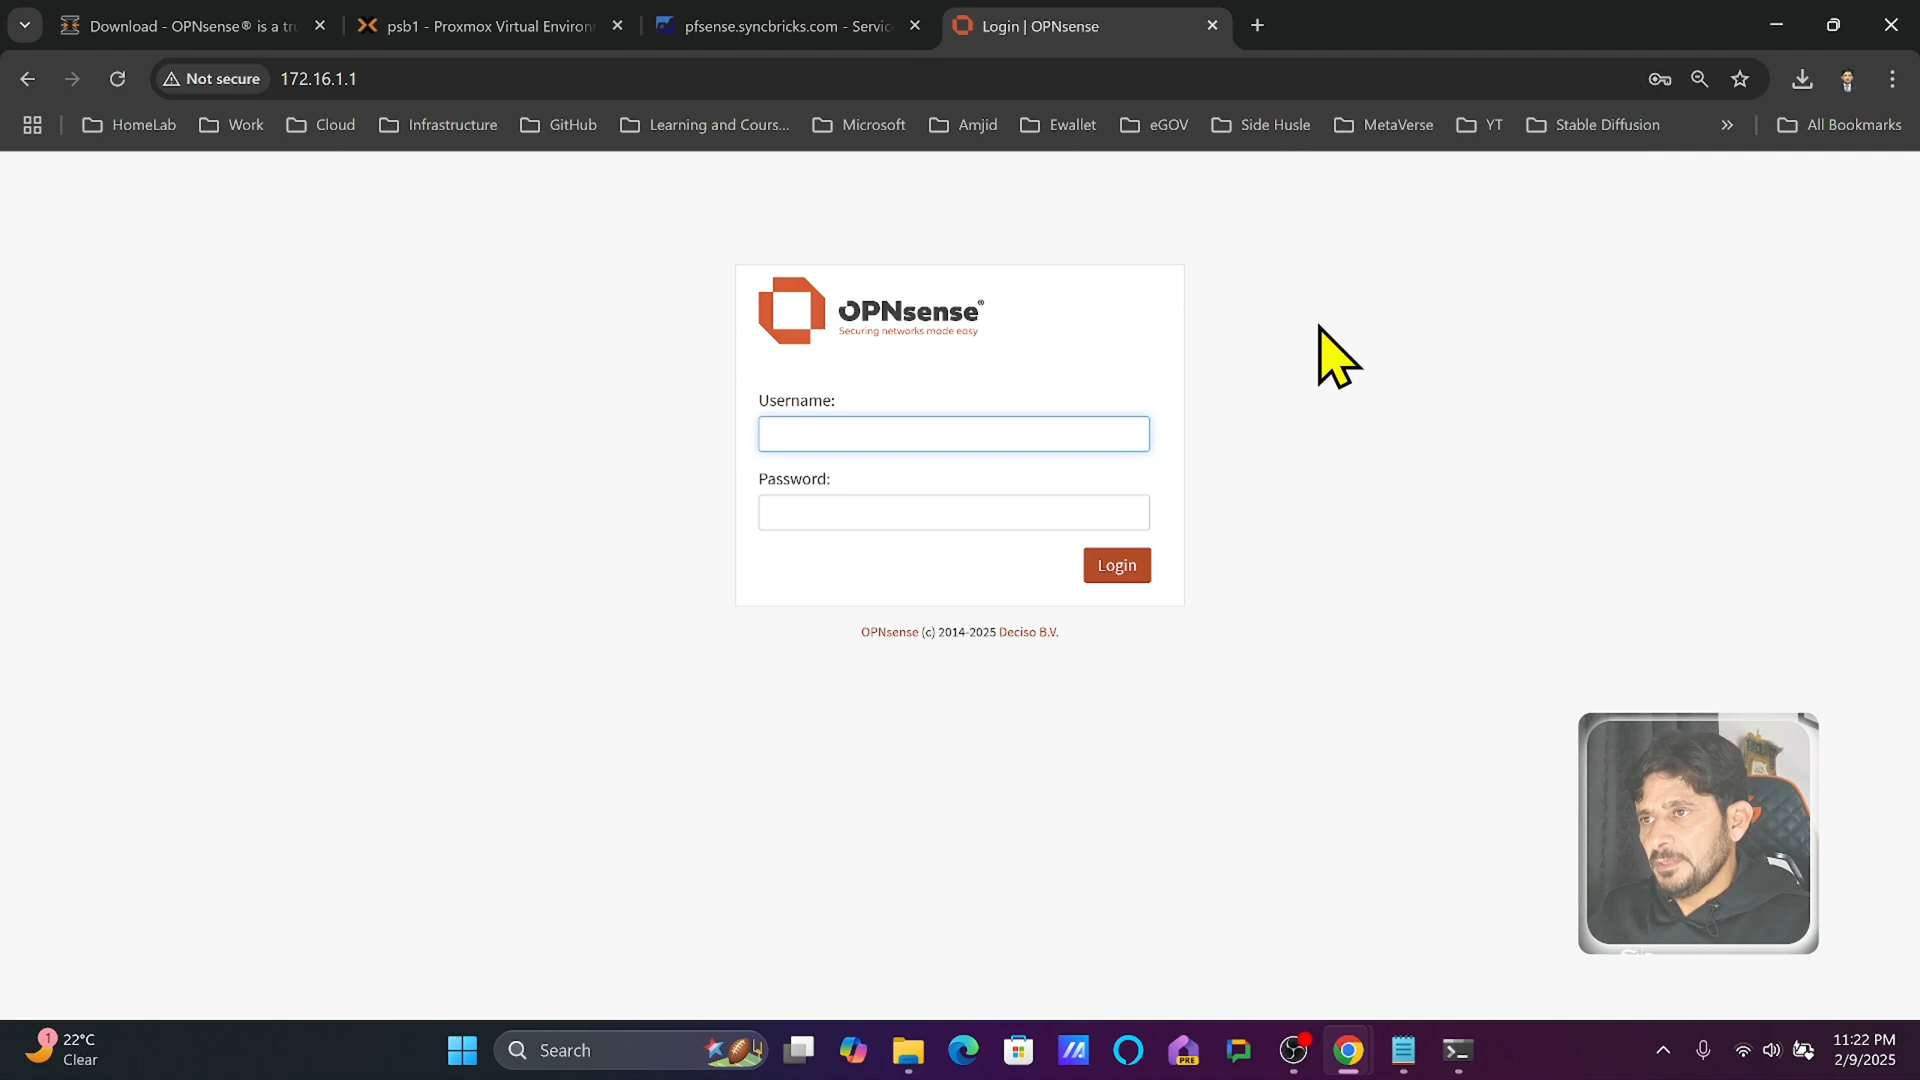 Download - OPNsense® is a tru
psb1 - Proxmox Virtual Environ
pfsense.syncbricks.com - Servic
Login | OPNsense
Not secure
172.16.1.1
HomeLab
Work
Cloud
Infrastructure
GitHub
Learning and Cours...
Microsoft
Amjid
Ewallet
eGOV
Side Husle
MetaVerse
YT
Stable Diffusion
All Bookmarks
OPNsense®
Securing networks made easy
Username:
Password:
Login
OPNsense (c) 2014-2025 Deciso B.V.
1
22°C
Clear
Search
PRE
11:22 PM
2/9/2025